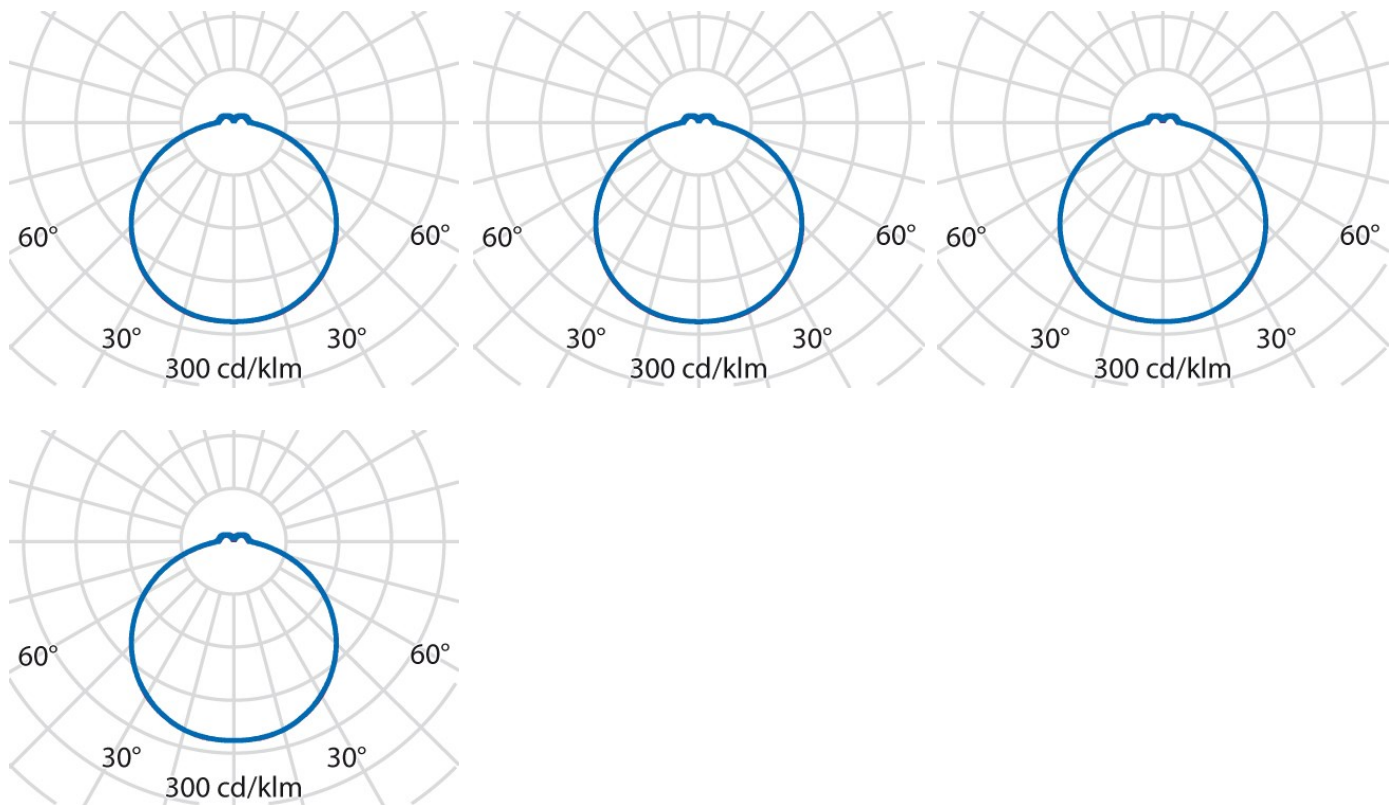 60° 60° 60° 60° 60° 60°
30° 30° 30° 30° 30° 30°
300 cd/klm 300 cd/klm 300 cd/klm
60° 60°
30° 30°
300 cd/klm